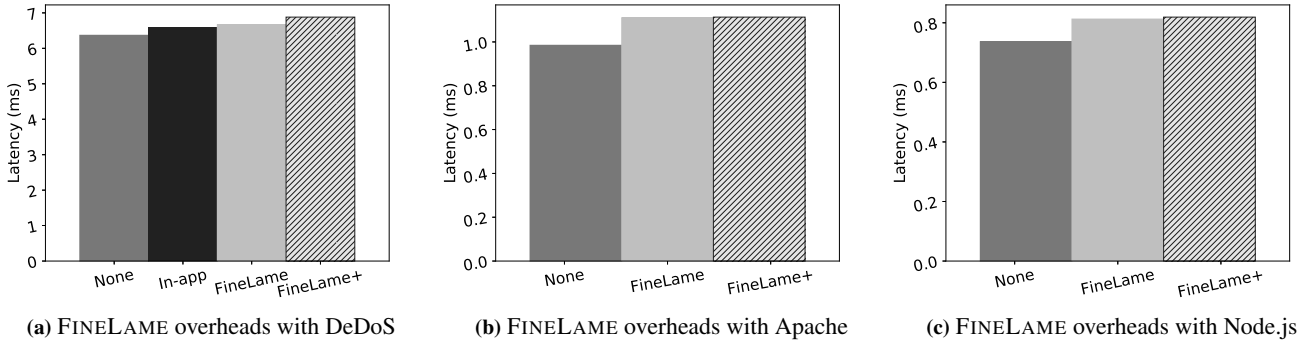 7
6
5
4
3
2
1
0
Latency (ms)
None
In-app
FineLame
FineLame+
(a) FINELAME overheads with DeDoS
1.0
0.8
0.6
0.4
0.2
0.0
Latency (ms)
None
FineLame
FineLame+
(b) FINELAME overheads with Apache
0.8
0.6
0.4
0.2
0.0
Latency (ms)
None
FineLame
FineLame+
(c) FINELAME overheads with Node.js